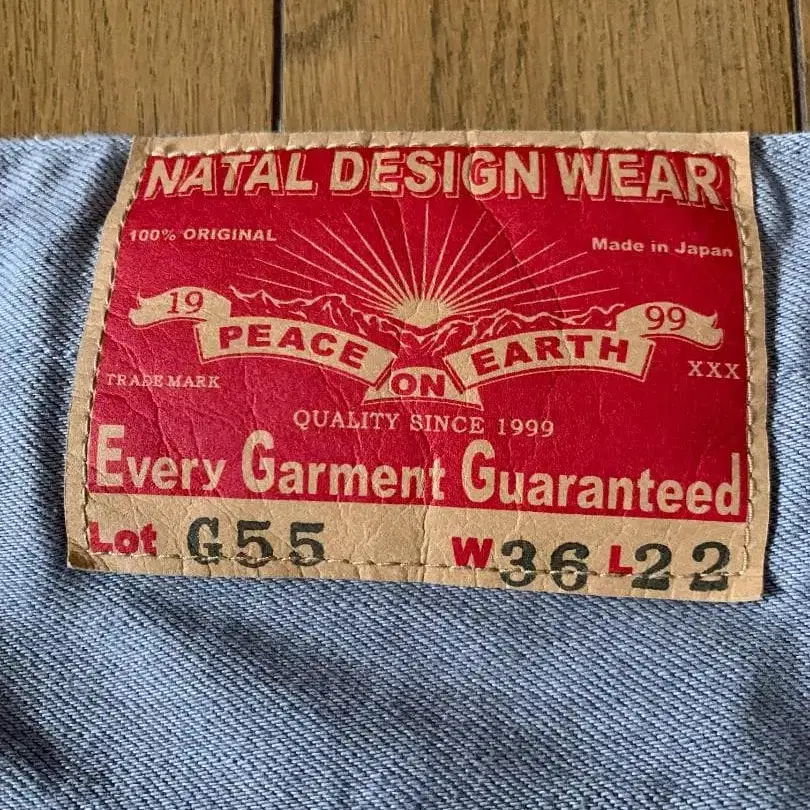 NATAL DESIGN WEAR
100% ORIGINAL
Made in Japan
19 99
PEACE ON EARTH
TRADE MARK
XXX
QUALITY SINCE 1999
Every Garment Guaranteed
Lot G55 W36 L22